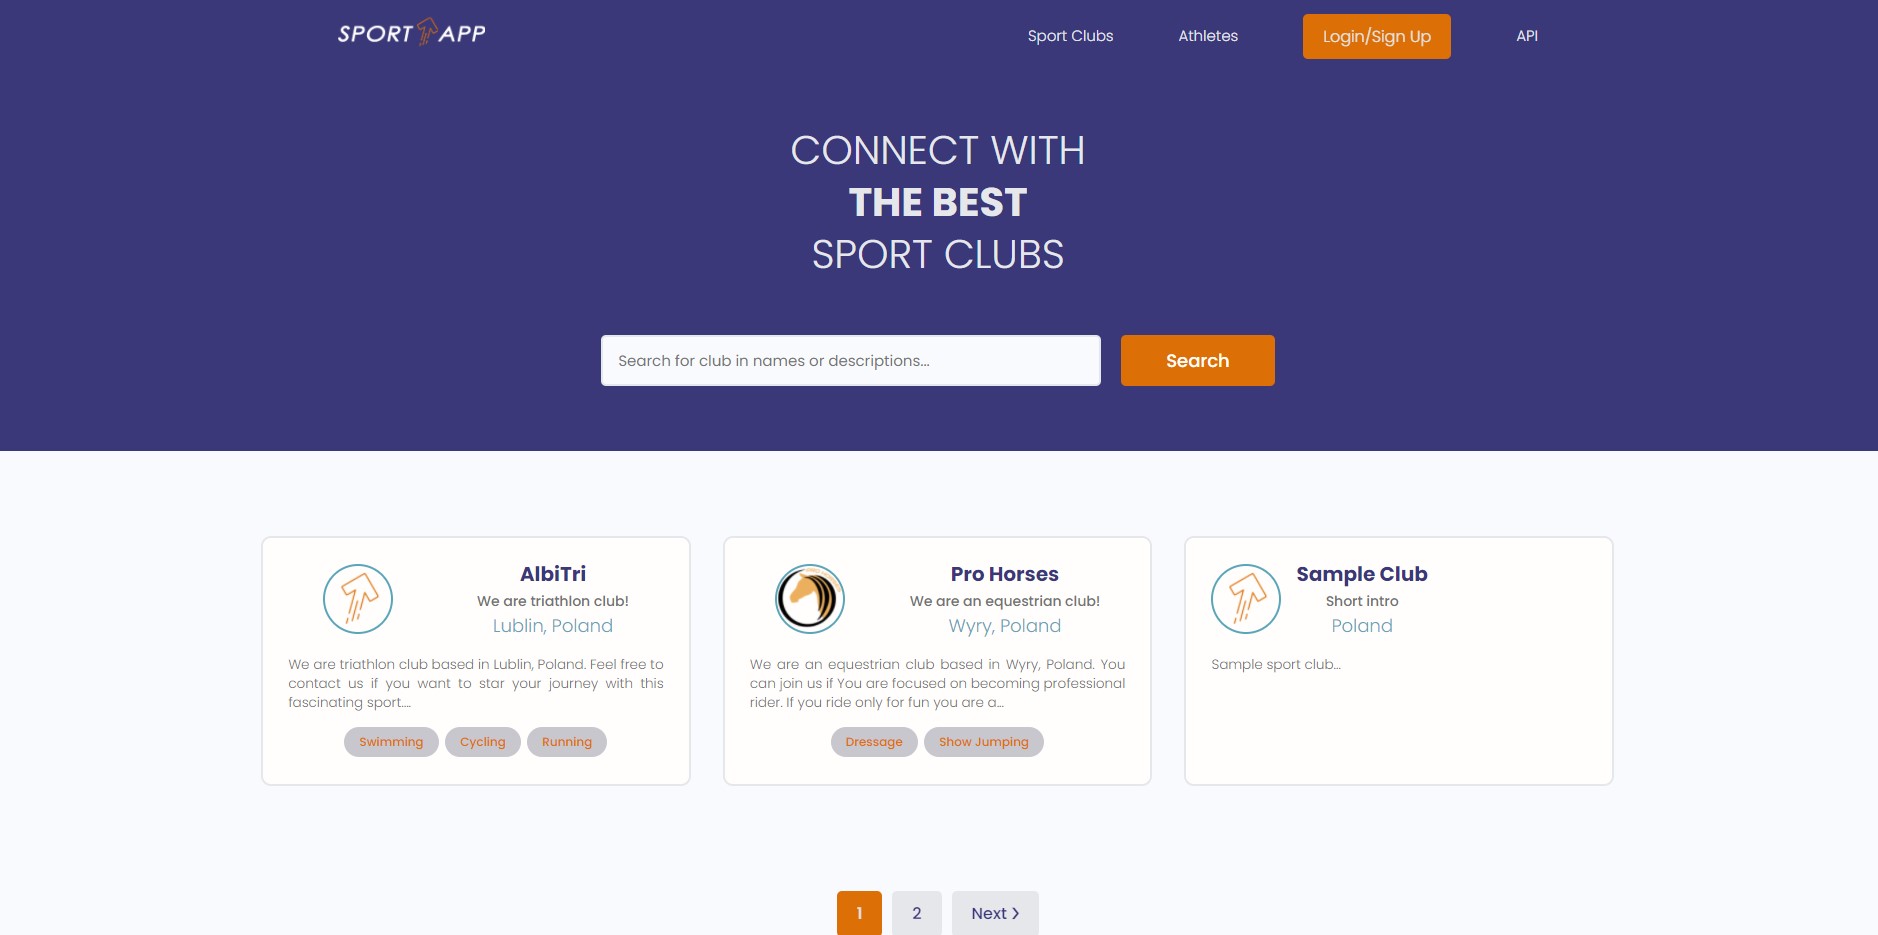 SPORT APP
Sport Clubs
Athletes
Login/Sign Up
API
CONNECT WITH
THE BEST
SPORT CLUBS
Search for club in names or descriptions...
Search
AlbiTri
We are triathlon club!
Lublin, Poland
We are triathlon club based in Lublin, Poland. Feel free to
contact us if you want to star your journey with this
fascinating sport....
Swimming
Cycling
Running
Pro Horses
We are an equestrian club!
Wyry, Poland
We are an equestrian club based in Wyry, Poland. You
can join us if You are focused on becoming professional
rider. If you ride only for fun you are a...
Dressage
Show Jumping
Sample Club
Short intro
Poland
Sample sport club...
1
2
Next >